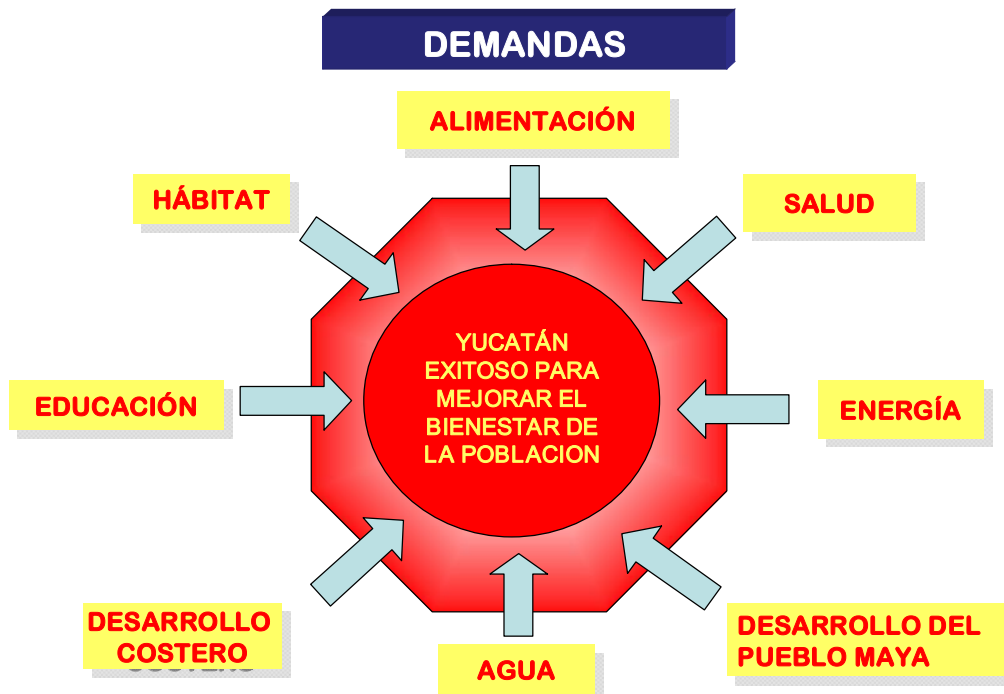 DEMANDAS
ALIMENTACIÓN
HÁBITAT
SALUD
YUCATÁN
EXITOSO PARA
MEJORAR EL
BIENESTAR DE
LA POBLACION
EDUCACIÓN
ENERGÍA
DESARROLLO
COSTERO
AGUA
DESARROLLO DEL
PUEBLO MAYA